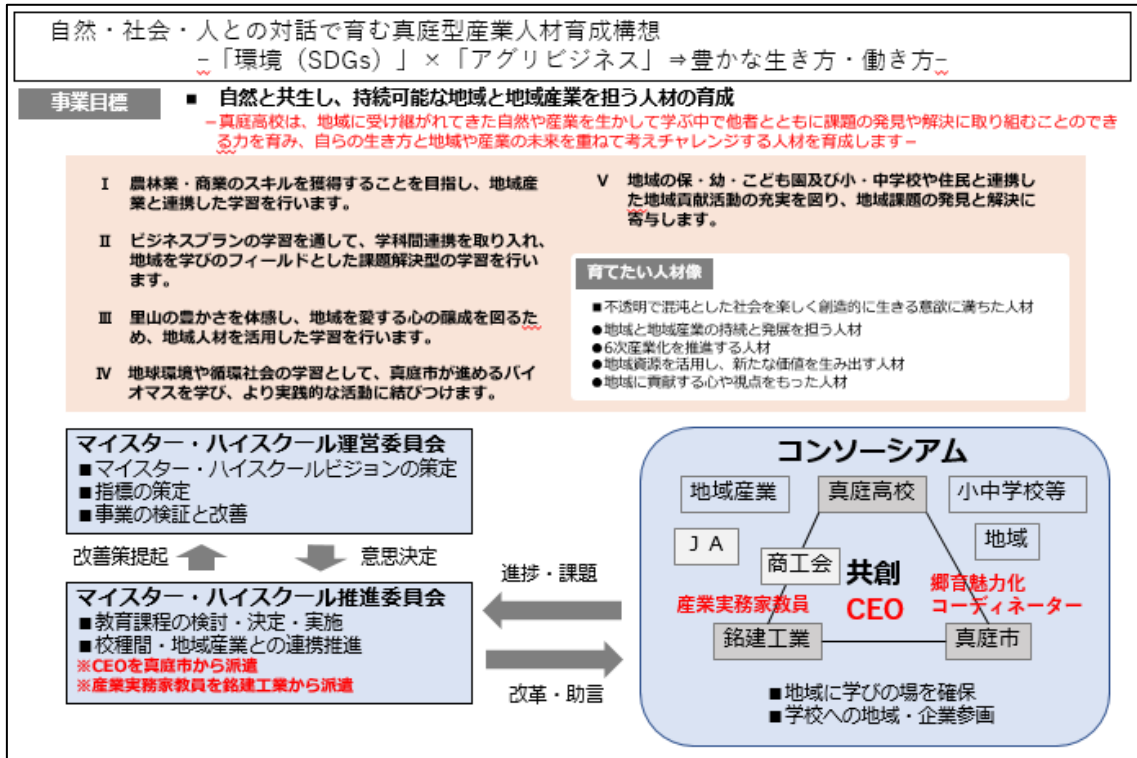 自然・社会・人との対話で育む真庭型産業人材育成構想
–「環境（SDGs）」×「アグリビジネス」⇒豊かな生き方・働き方–
事業目標
■ 自然と共生し、持続可能な地域と地域産業を担う人材の育成
－真庭高校は、地域に受け継がれてきた自然や産業を生かして学ぶ中で他者とともに課題の発見や解決に取り組むことのでき
る力を育み、自らの生き方と地域や産業の未来を重ねて考えチャレンジする人材を育成します－
Ⅰ 農林業・商業のスキルを獲得することを目指し、地域産
業と連携した学習を行います。
Ⅱ ビジネスプランの学習を通して、学科間連携を取り入れ、
地域を学びのフィールドとした課題解決型の学習を行い
ます。
Ⅲ 里山の豊かさを体感し、地域を愛する心の醸成を図るた
め、地域人材を活用した学習を行います。
Ⅳ 地球環境や循環社会の学習として、真庭市が進めるバイ
オマスを学び、より実践的な活動に結びつけます。
Ⅴ 地域の保・幼・こども園及び小・中学校や住民と連携し
た地域貢献活動の充実を図り、地域課題の発見と解決に
寄与します。
育てたい人材像
■不透明で混沌とした社会を楽しく創造的に生きる意欲に満ちた人材
●地域と地域産業の持続と発展を担う人材
●6次産業化を推進する人材
●地域資源を活用し、新たな価値を生み出す人材
●地域に貢献する心や視点をもった人材
マイスター・ハイスクール運営委員会
■マイスター・ハイスクールビジョンの策定
■指標の策定
■事業の検証と改善
改善策提起
意思決定
マイスター・ハイスクール推進委員会
■教育課程の検討・決定・実施
■校種間・地域産業との連携推進
※CEOを真庭市から派遣
※産業実務家教員を銘建工業から派遣
進捗・課題
改革・助言
コンソーシアム
地域産業
真庭高校
小中学校等
ＪＡ
地域
商工会
共創
CEO
産業実務家教員
郷育魅力化
コーディネーター
銘建工業
真庭市
■地域に学びの場を確保
■学校への地域・企業参画